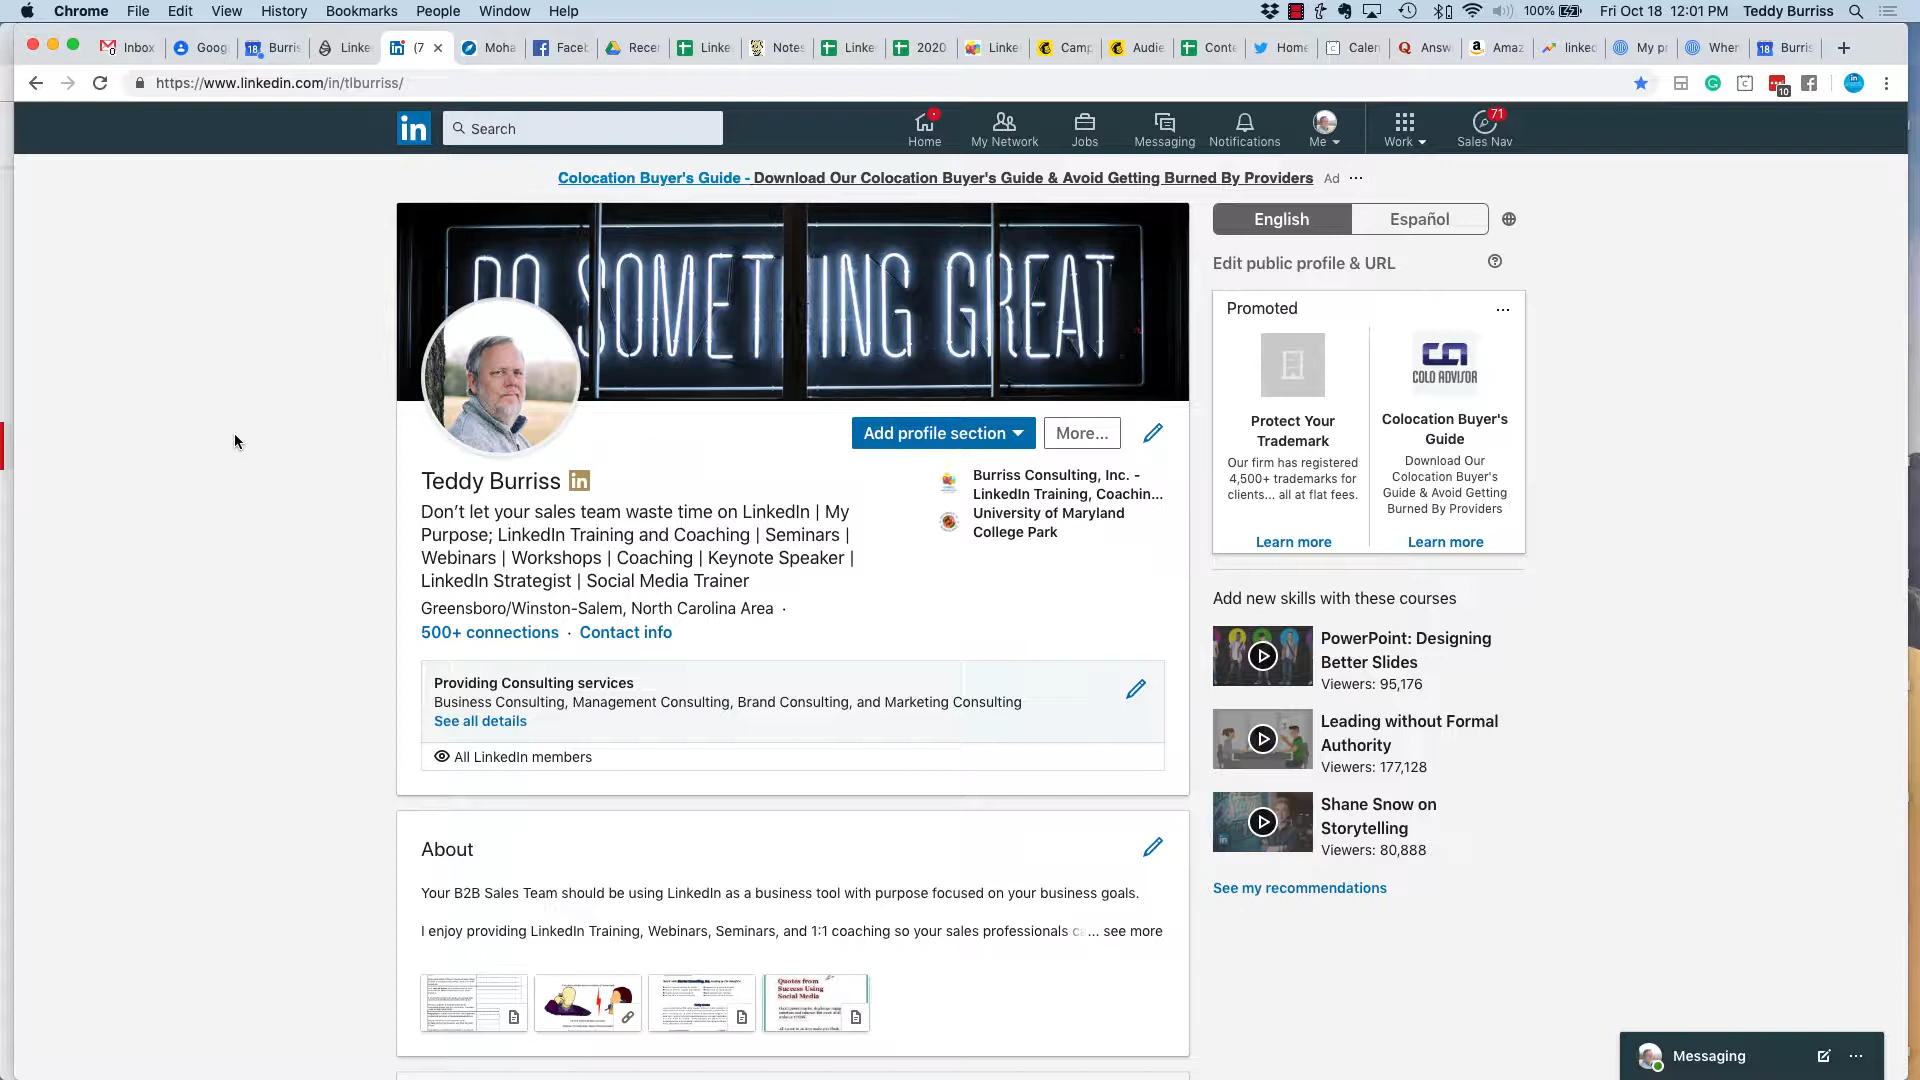 Chrome File Edit View History Bookmarks People Window Help 100% Fri Oct 18 12:01 PM Teddy Burriss
Inbox Goog Burris Linke (7 Moha Faceb Recen Linke Notes Linke 2020 Linke Camp Audie Conte Home Calen Answ Amaz linked My pr Wher Burris
https://www.linkedin.com/in/tlburriss/
10
in Search Home My Network Jobs Messaging Notifications Me Work Sales Nav
71
Colocation Buyer's Guide - Download Our Colocation Buyer's Guide & Avoid Getting Burned By Providers Ad
DO SOMETHING GREAT
Add profile section More...
Teddy Burriss in
Don’t let your sales team waste time on LinkedIn | My
Purpose; LinkedIn Training and Coaching | Seminars |
Webinars | Workshops | Coaching | Keynote Speaker |
LinkedIn Strategist | Social Media Trainer
Greensboro/Winston-Salem, North Carolina Area ·
500+ connections · Contact info
Burriss Consulting, Inc. -
LinkedIn Training, Coachin...
University of Maryland
College Park
Providing Consulting services
Business Consulting, Management Consulting, Brand Consulting, and Marketing Consulting
See all details
All LinkedIn members
About
Your B2B Sales Team should be using LinkedIn as a business tool with purpose focused on your business goals.
I enjoy providing LinkedIn Training, Webinars, Seminars, and 1:1 coaching so your sales professionals c... see more
Quotes from
Success Using
Social Media
English Español
Edit public profile & URL
Promoted
Protect Your
Trademark
Our firm has registered
4,500+ trademarks for
clients... all at flat fees.
Learn more
COLO ADVISOR
Colocation Buyer's
Guide
Download Our
Colocation Buyer's
Guide & Avoid Getting
Burned By Providers
Learn more
Add new skills with these courses
PowerPoint: Designing
Better Slides
Viewers: 95,176
Leading without Formal
Authority
Viewers: 177,128
Shane Snow on
Storytelling
Viewers: 80,888
See my recommendations
Messaging